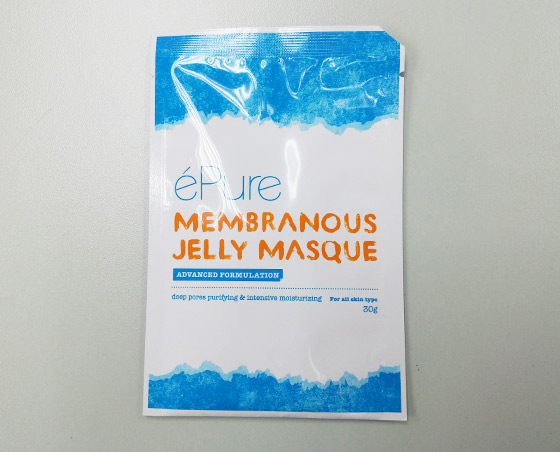 éPure
MEMBRANOUS
JELLY MASQUE
ADVANCED FORMULATION
deep pores purifying & intensive moisturizing For all skin type
30g